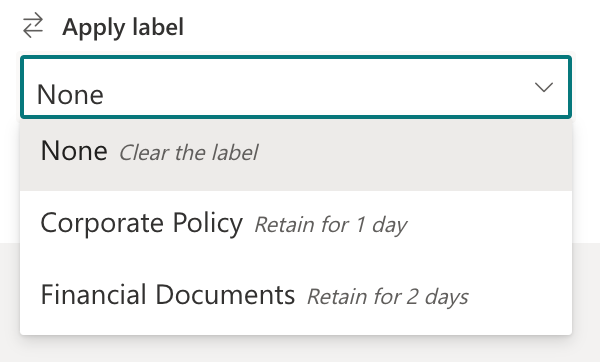 Apply label
None
None Clear the label
Corporate Policy Retain for 1 day
Financial Documents Retain for 2 days